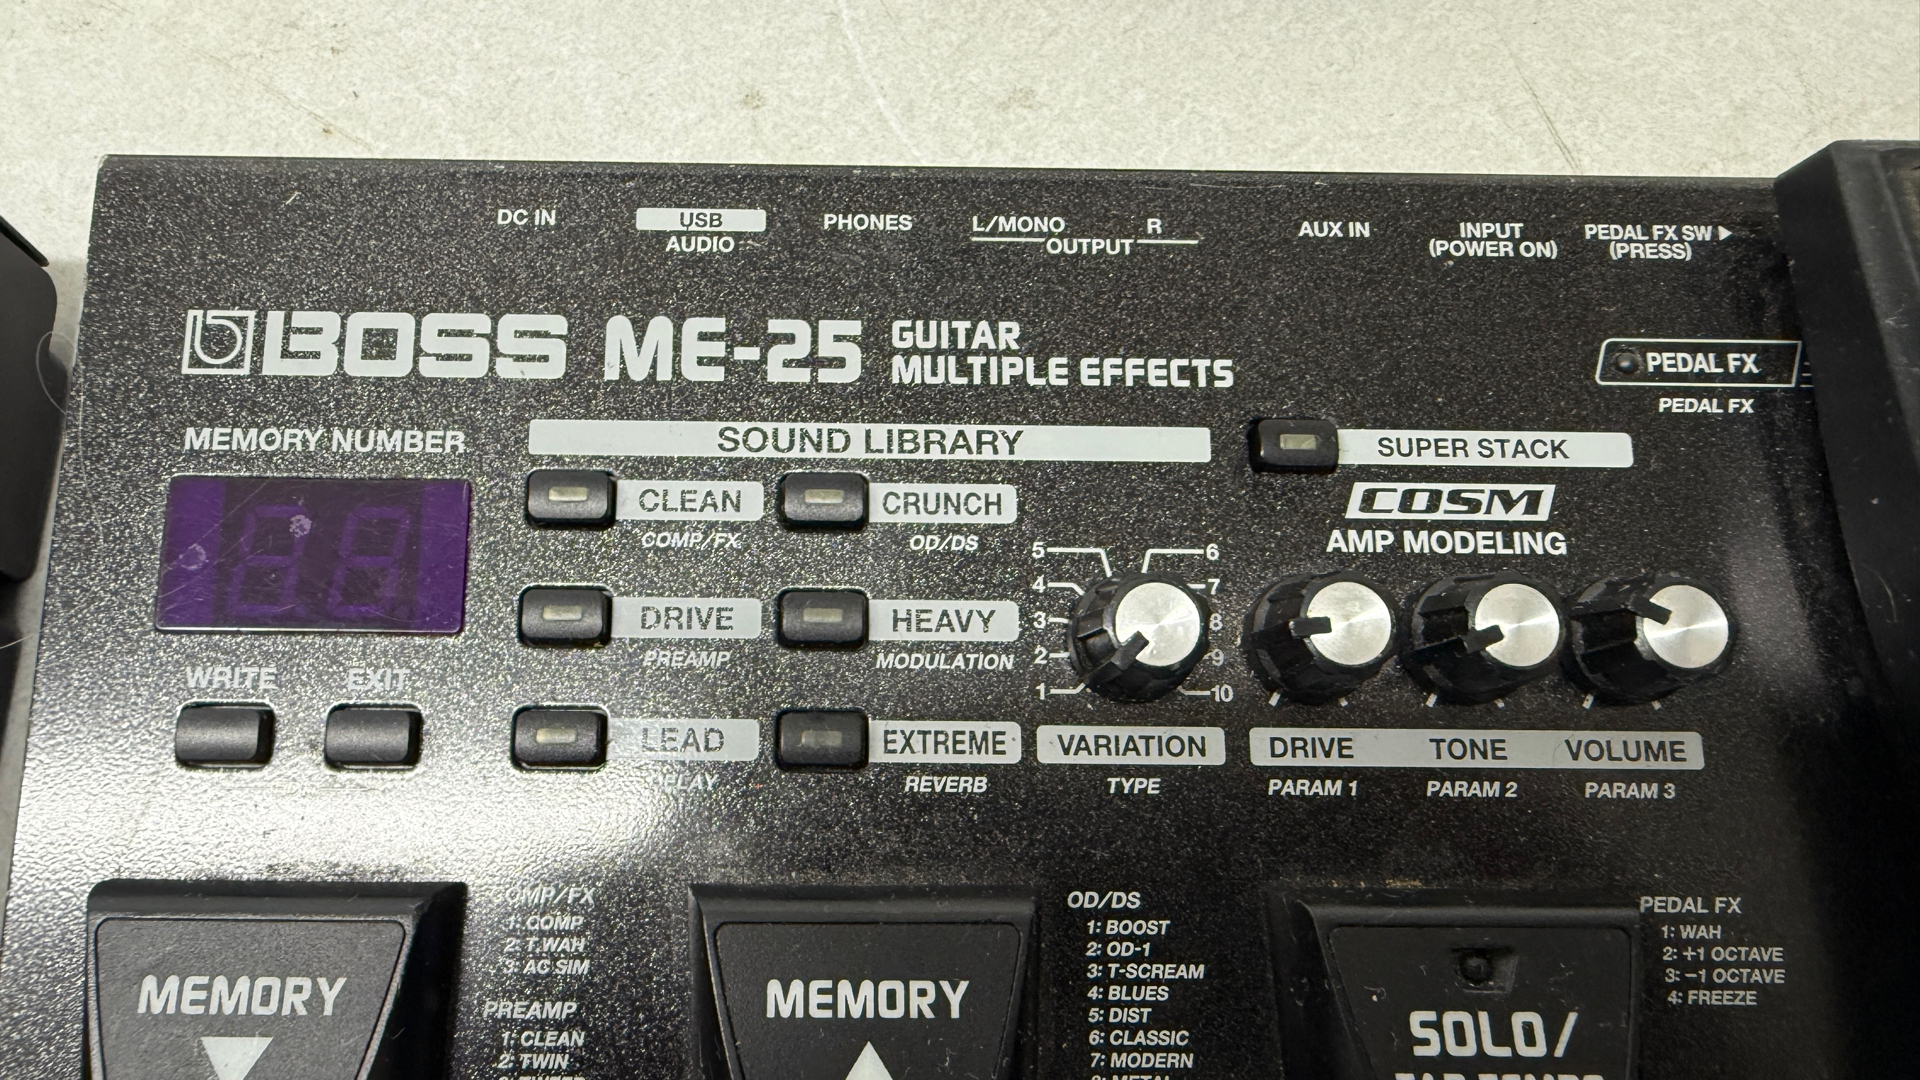 DC IN
USB
AUDIO
PHONES
L/MONO R
OUTPUT
AUX IN
INPUT
(POWER ON)
PEDAL FX SW ▶
(PRESS)
BOSS ME-25
GUITAR
MULTIPLE EFFECTS
PEDAL FX
PEDAL FX
MEMORY NUMBER
SOUND LIBRARY
SUPER STACK
COSM
AMP MODELING
CLEAN
COMP/FX
CRUNCH
OD/DS
DRIVE
PREAMP
HEAVY
MODULATION
WRITE
EXIT
LEAD
DELAY
EXTREME
REVERB
5 6
4 7
3 8
2 9
1 10
VARIATION
TYPE
DRIVE
PARAM 1
TONE
PARAM 2
VOLUME
PARAM 3
MEMORY
COMP/FX
1: COMP
2: T.WAH
3: AC SIM
PREAMP
1: CLEAN
2: TWIN
MEMORY
OD/DS
1: BOOST
2: OD-1
3: T-SCREAM
4: BLUES
5: DIST
6: CLASSIC
7: MODERN
8: METAL
SOLO/
PEDAL FX
1: WAH
2: +1 OCTAVE
3: -1 OCTAVE
4: FREEZE